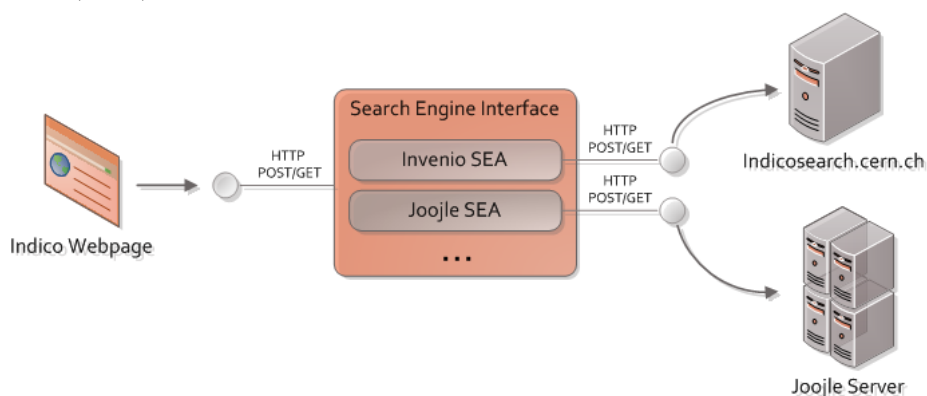 Search Engine Interface
HTTP
POST/GET
Invenio SEA
HTTP
POST/GET
Indicosearch.cern.ch
HTTP
POST/GET
Joojle SEA
Indico Webpage
...
Joojle Server